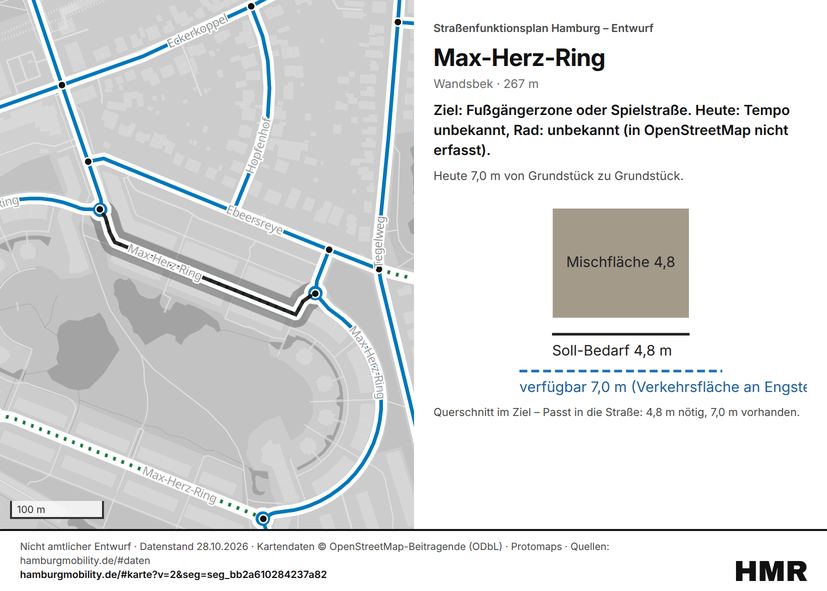 Eckerkoppel
Hopfenhof
Ring
Ebeersreye
Max-Herz-Ring
Max-Herz-Ring
Max-Herz-Ring
100 m
Straßenfunktionsplan Hamburg – Entwurf
Max-Herz-Ring
Wandsbek · 267 m
Ziel: Fußgängerzone oder Spielstraße. Heute: Tempo
unbekannt, Rad: unbekannt (in OpenStreetMap nicht
erfasst).
Heute 7,0 m von Grundstück zu Grundstück.
Mischfläche 4,8
Soll-Bedarf 4,8 m
verfügbar 7,0 m (Verkehrsfläche an Engste
Querschnitt im Ziel – Passt in die Straße: 4,8 m nötig, 7,0 m vorhanden.
Nicht amtlicher Entwurf · Datenstand 28.10.2026 · Kartendaten © OpenStreetMap-Beitragende (ODbL) · Protomaps · Quellen:
hamburgmobility.de/#daten
hamburgmobility.de/#karte?v=2&seg=seg_bb2a610284237a82
HMR